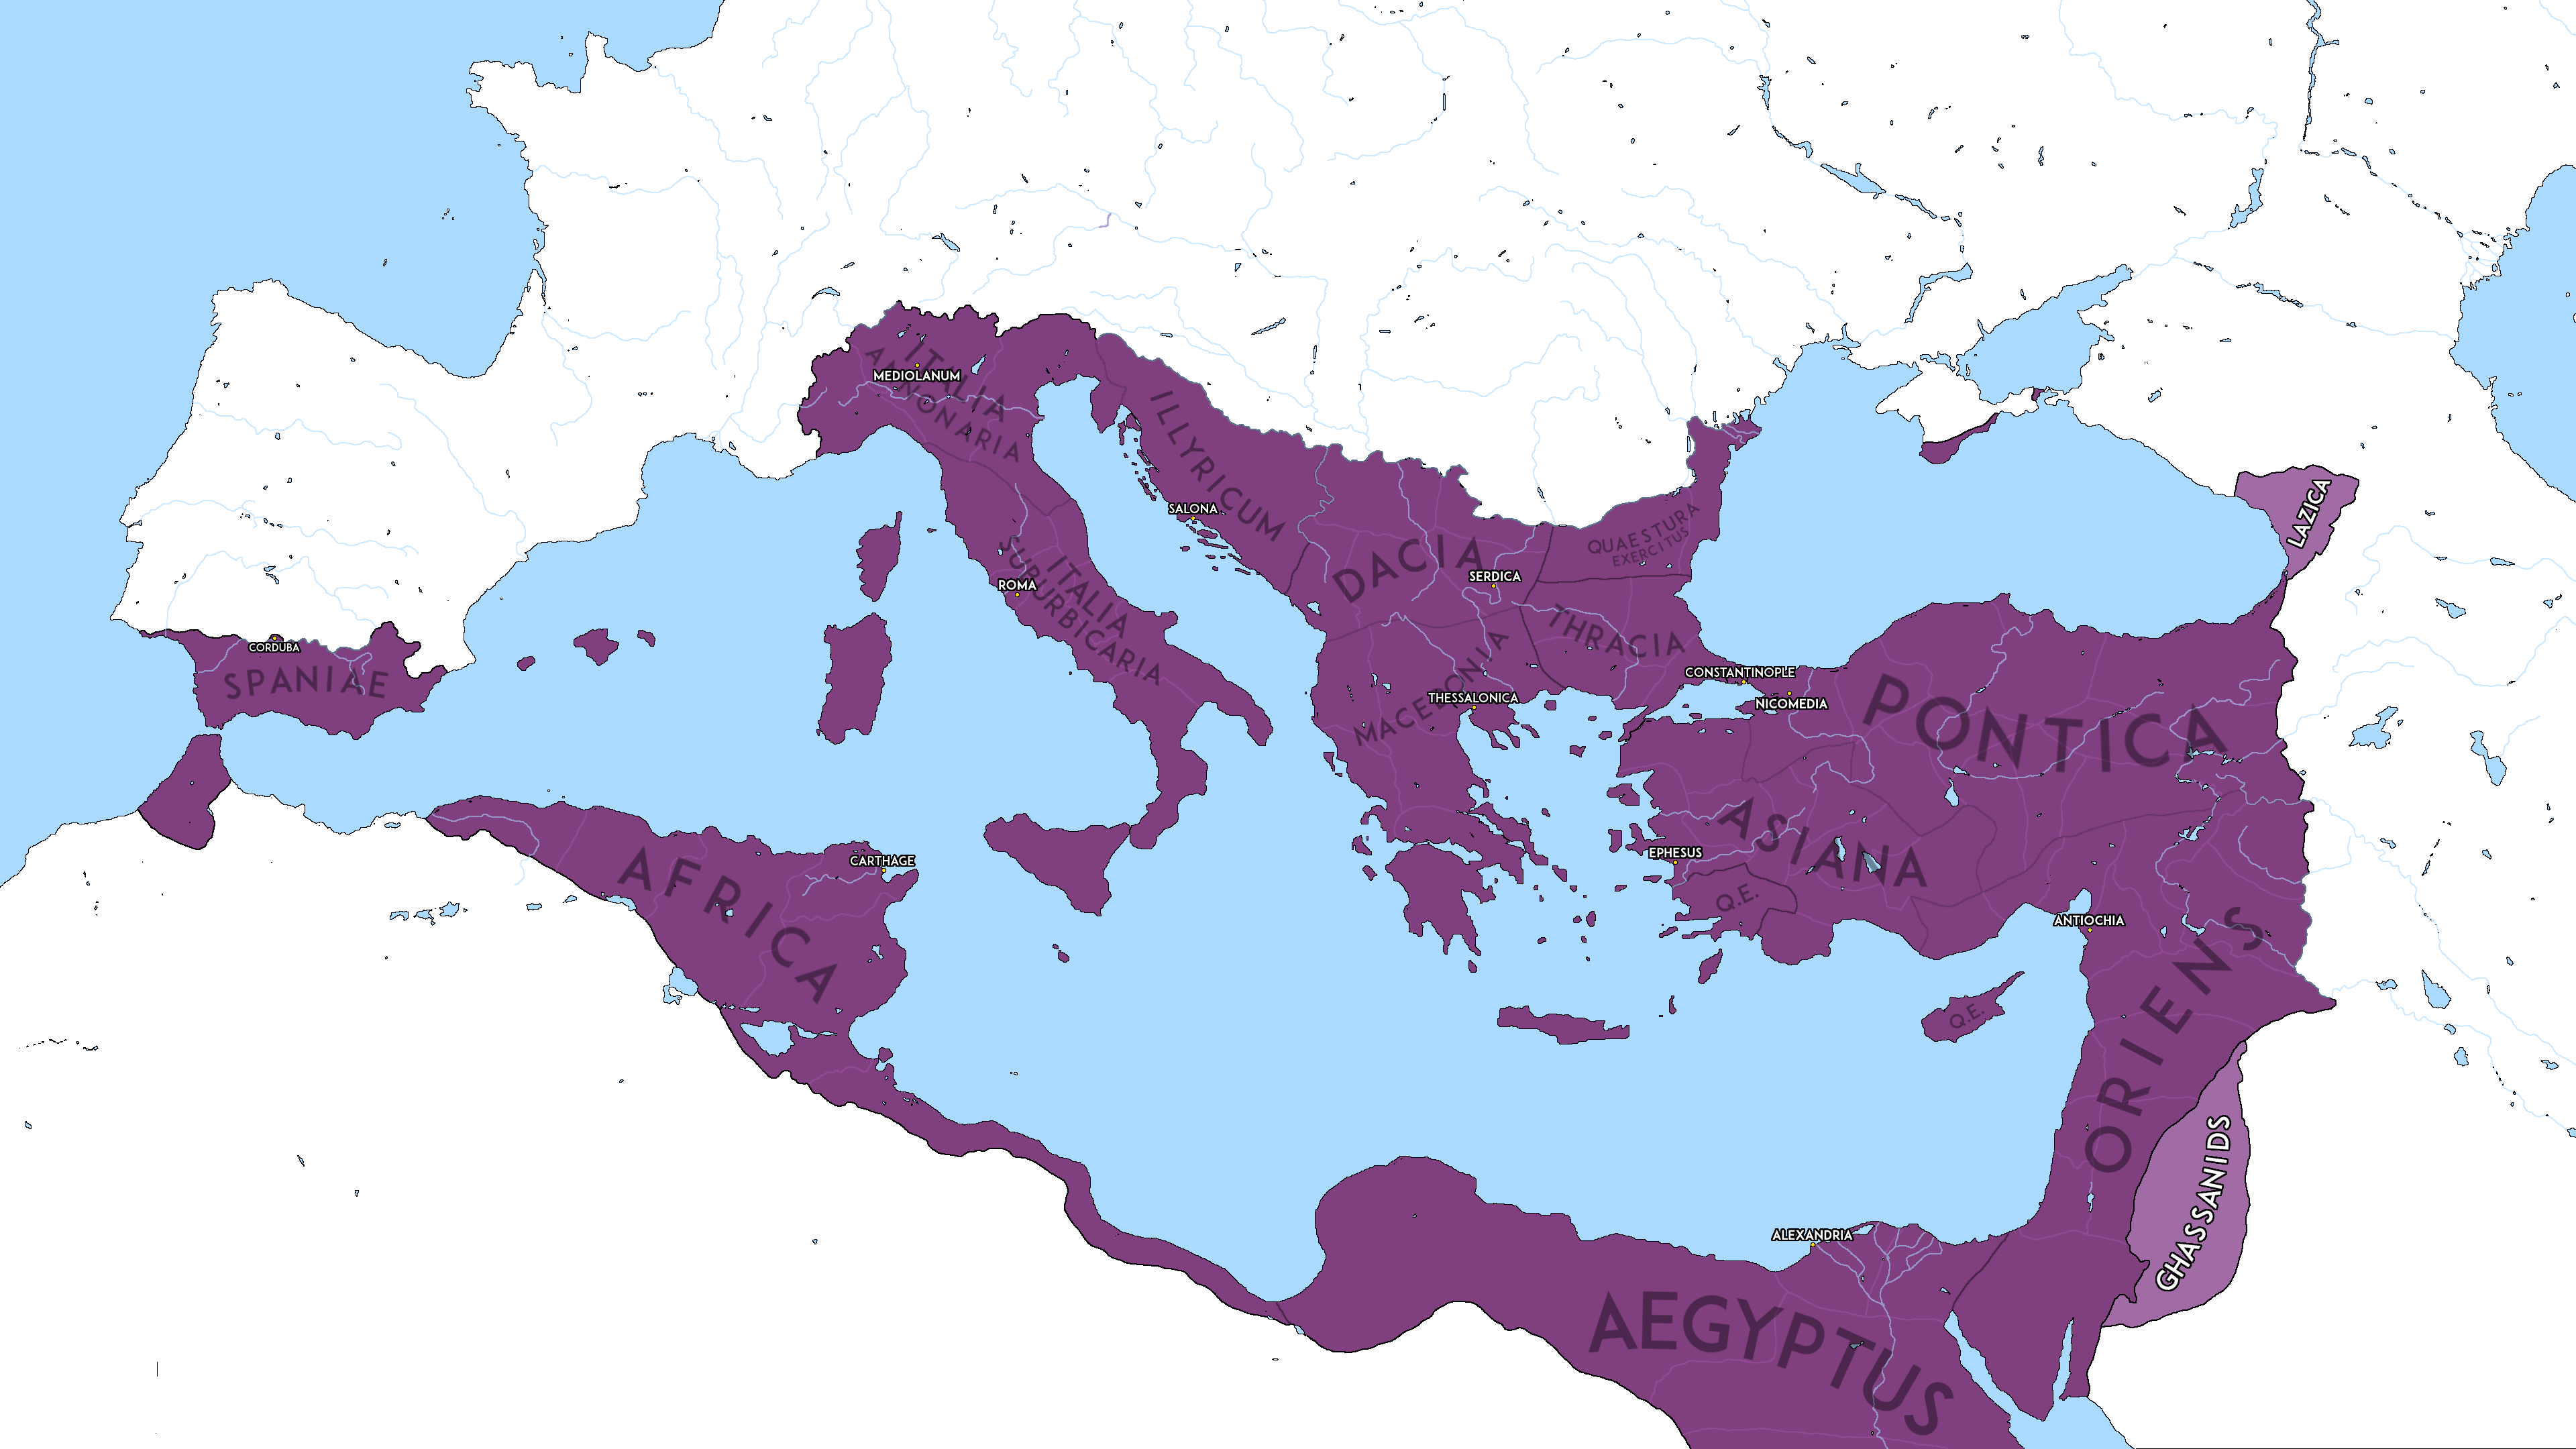 ITALIA
ANNONARIA
MEDIOLANUM
ILLYRICUM
SALONA
ITALIA
SUBURBICARIA
ROMA
DACIA
SERDICA
QUAESTURA
EXERCITUS
THRACIA
MACEDONIA
THESSALONICA
CONSTANTINOPLE
NICOMEDIA
LAZICA
CORDUBA
SPANIAE
PONTICA
ASIANA
EPHESUS
Q.E.
AFRICA
CARTHAGE
ANTIOCHIA
ORIENS
Q.E.
GHASSANIDS
ALEXANDRIA
AEGYPTUS